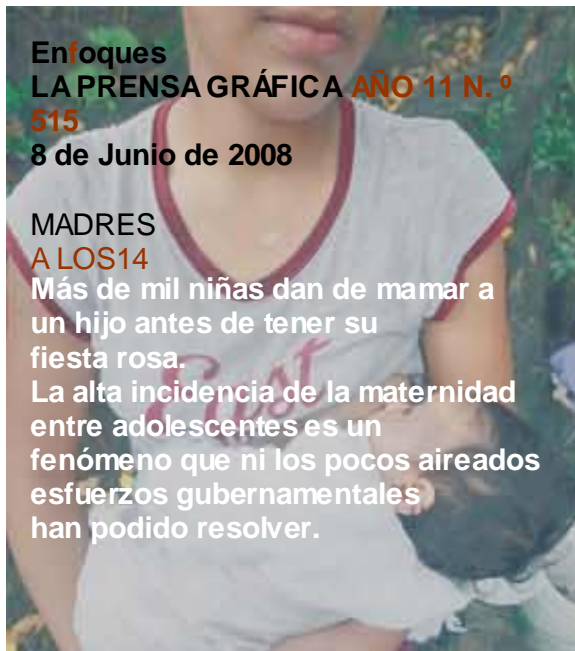 Enfoques
LA PRENSA GRÁFICA AÑO 11 N. º
515
8 de Junio de 2008
MADRES
A LOS14
Más de mil niñas dan de mamar a
un hijo antes de tener su
fiesta rosa.
La alta incidencia de la maternidad
entre adolescentes es un
fenómeno que ni los pocos aireados
esfuerzos gubernamentales
han podido resolver.
East